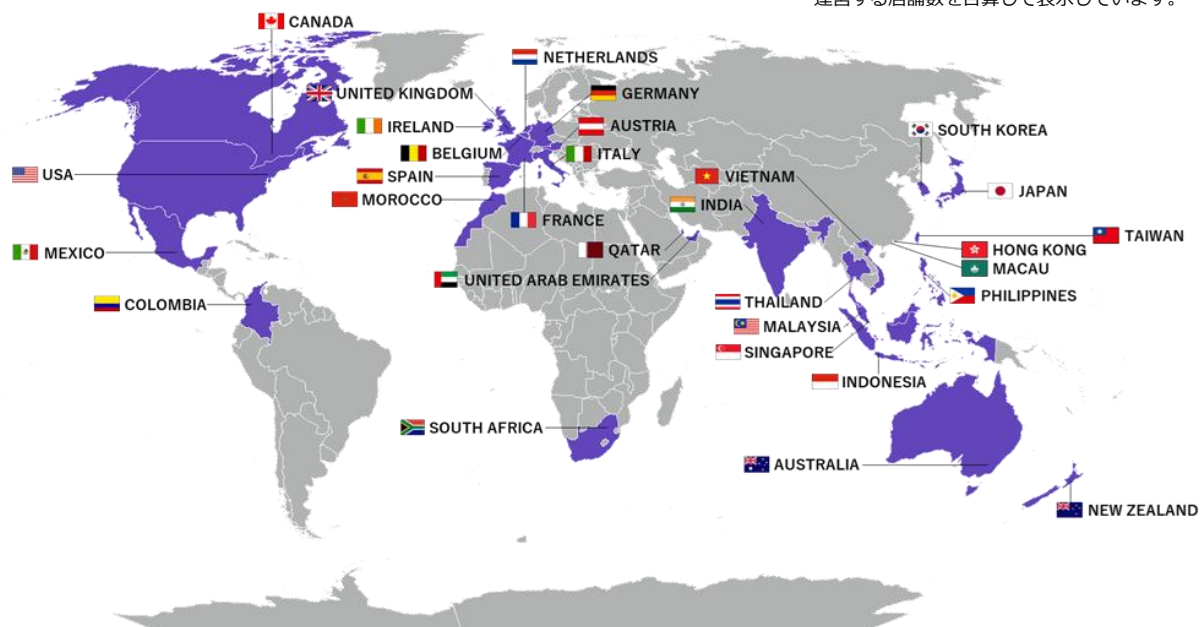 運営する店舗数を合算して表示しています。
CANADA
NETHERLANDS
UNITED KINGDOM
GERMANY
IRELAND
AUSTRIA
SOUTH KOREA
BELGIUM
ITALY
USA
SPAIN
VIETNAM
JAPAN
MOROCCO
INDIA
FRANCE
TAIWAN
MEXICO
QATAR
HONG KONG
MACAU
UNITED ARAB EMIRATES
PHILIPPINES
COLOMBIA
THAILAND
MALAYSIA
SINGAPORE
INDONESIA
SOUTH AFRICA
AUSTRALIA
NEW ZEALAND